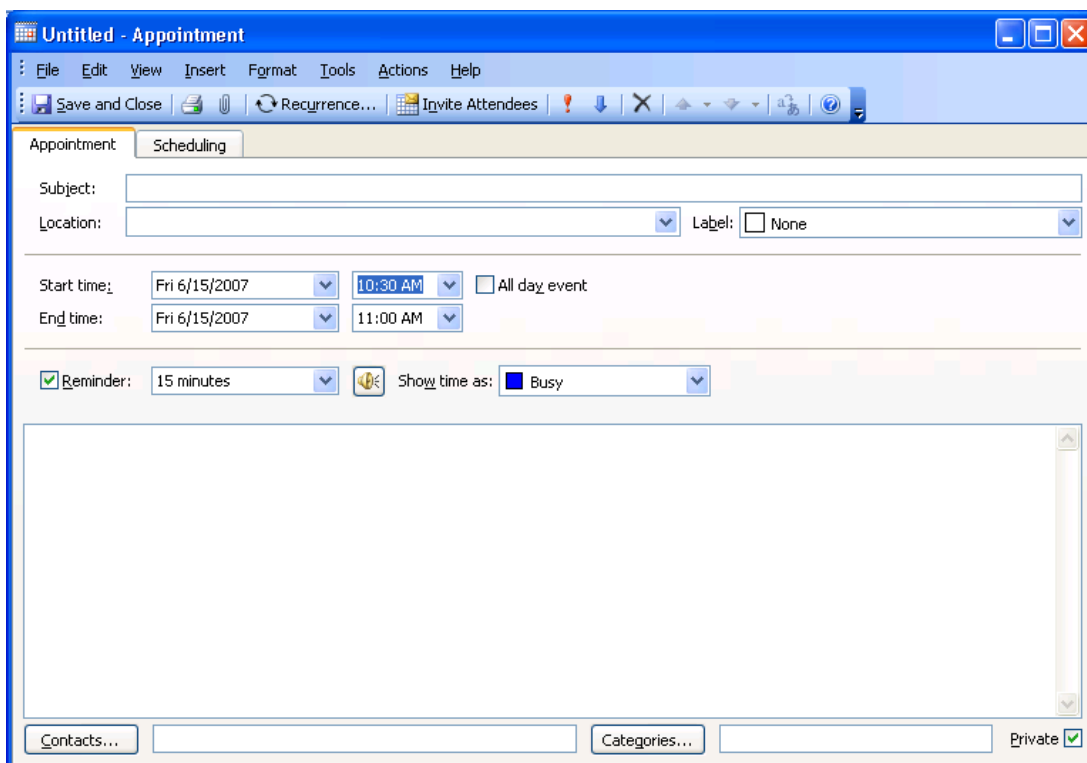 Untitled - Appointment
File Edit View Insert Format Tools Actions Help
Save and Close Recurrence... Invite Attendees
Appointment Scheduling
Subject:
Location: Label: None
Start time: Fri 6/15/2007 10:30 AM All day event
End time: Fri 6/15/2007 11:00 AM
Reminder: 15 minutes Show time as: Busy
Contacts... Categories... Private